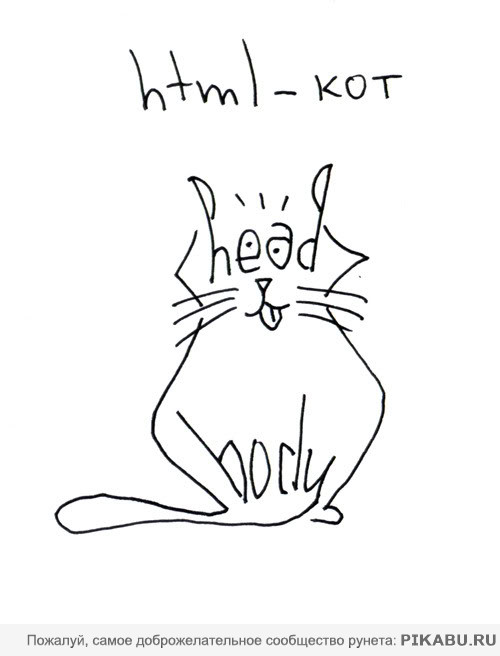 html - кот
head
body
Пожалуй, самое доброжелательное сообщество рунета: PIKABU.RU